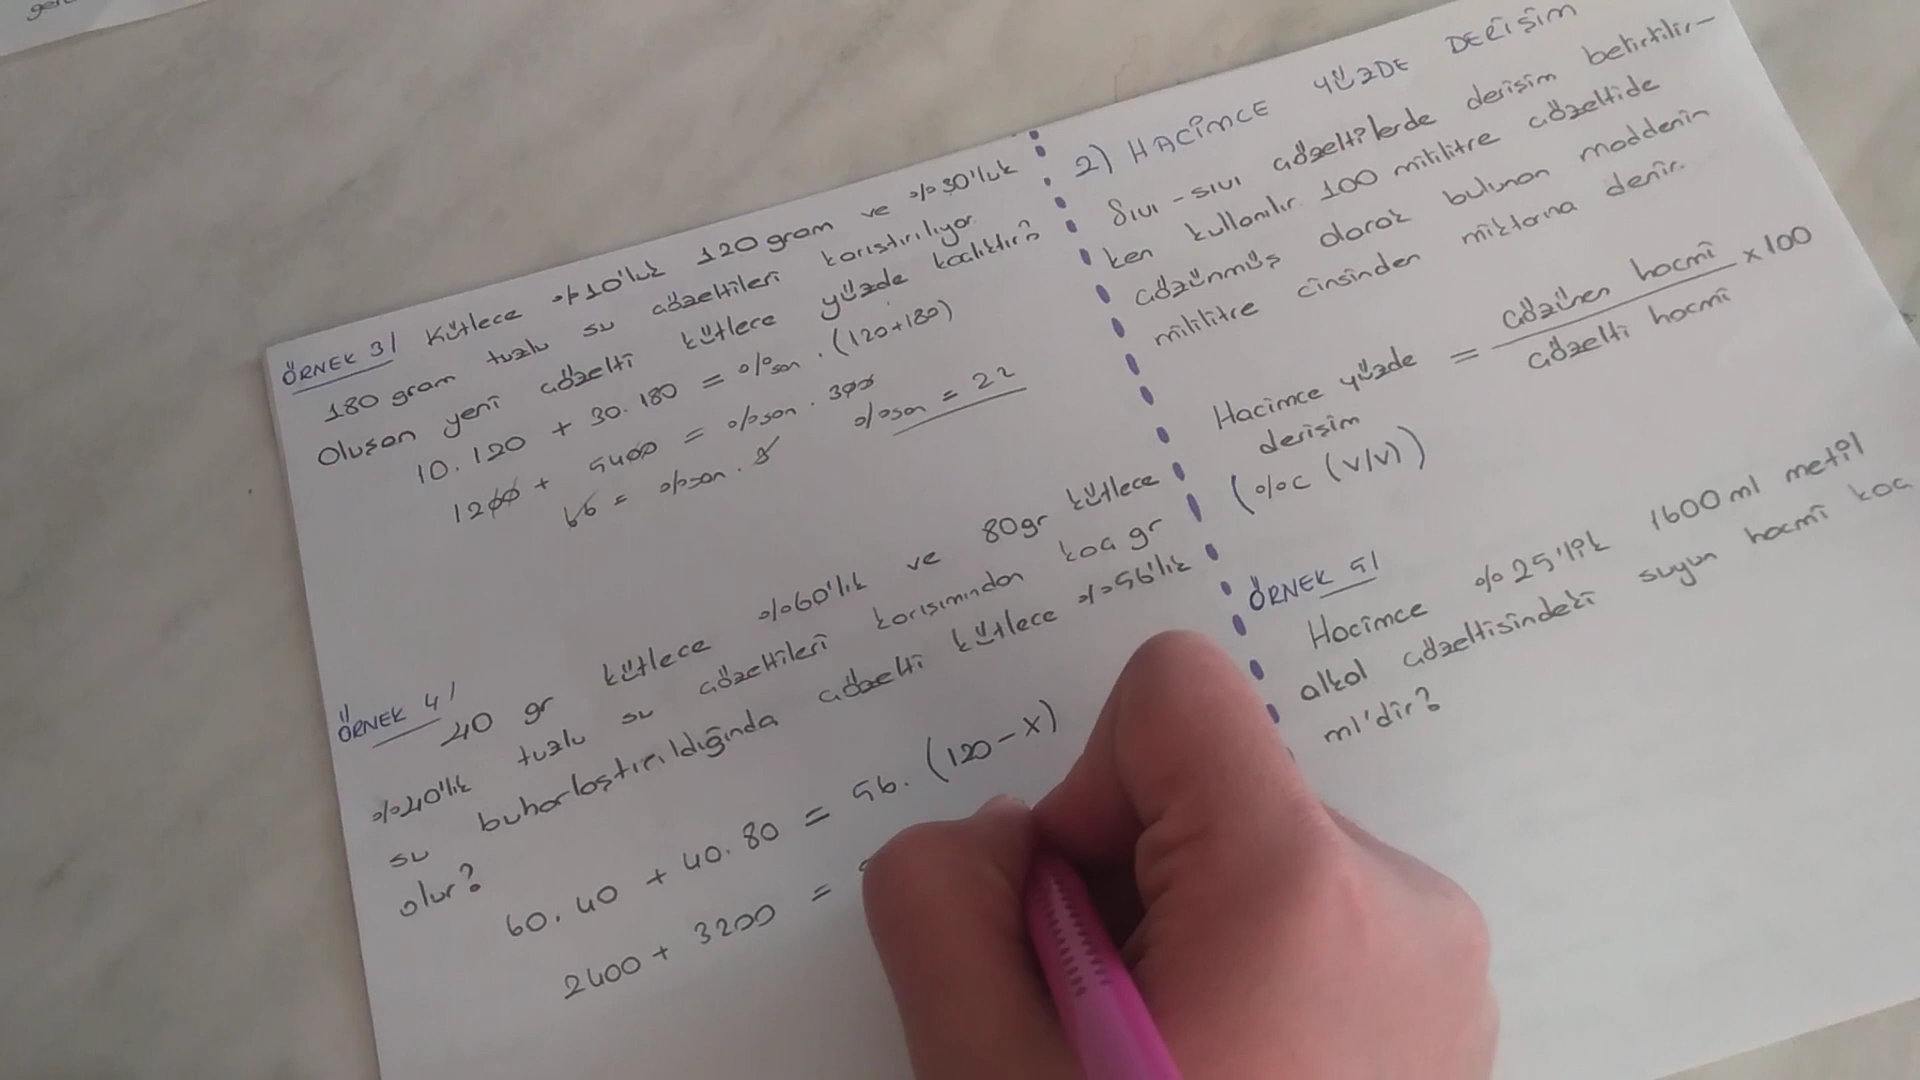 ÖRNEK 3/ Kütlece %10'luk 120 gram ve %30'luk
180 gram tuzlu su çözeltileri karıştırılıyor.
Oluşan yeni çözelti kütlece yüzde kaçlıktır?
10.120 + 30.180 = %son . (120+180)
1200 + 5400 = %son . 300
66 = %son . 3 %son = 22
ÖRNEK 4/
40 gr kütlece %60'lık ve 80gr kütlece
%40'lık tuzlu su çözeltileri karışımından kaç gr
su buharlaştırıldığında çözelti kütlece %56'lık
olur?
60.40 + 40.80 = 56.(120-x)
2400 + 3200 =
2) HACİMCE YÜZDE DERİŞİM
Sıvı-sıvı çözeltilerde derişim belirtilir-
ken kullanılır 100 mililitre çözeltide
çözünmüş olarak bulunan maddenin
mililitre cinsinden miktarına denir.
Hacimce yüzde = çözünen hacmi x100
derişim çözelti hacmi
(%C (V/V))
ÖRNEK 5/
Hacimce %25'lik 1600ml metil
alkol çözeltisindeki suyun hacmi kaç
ml'dir?